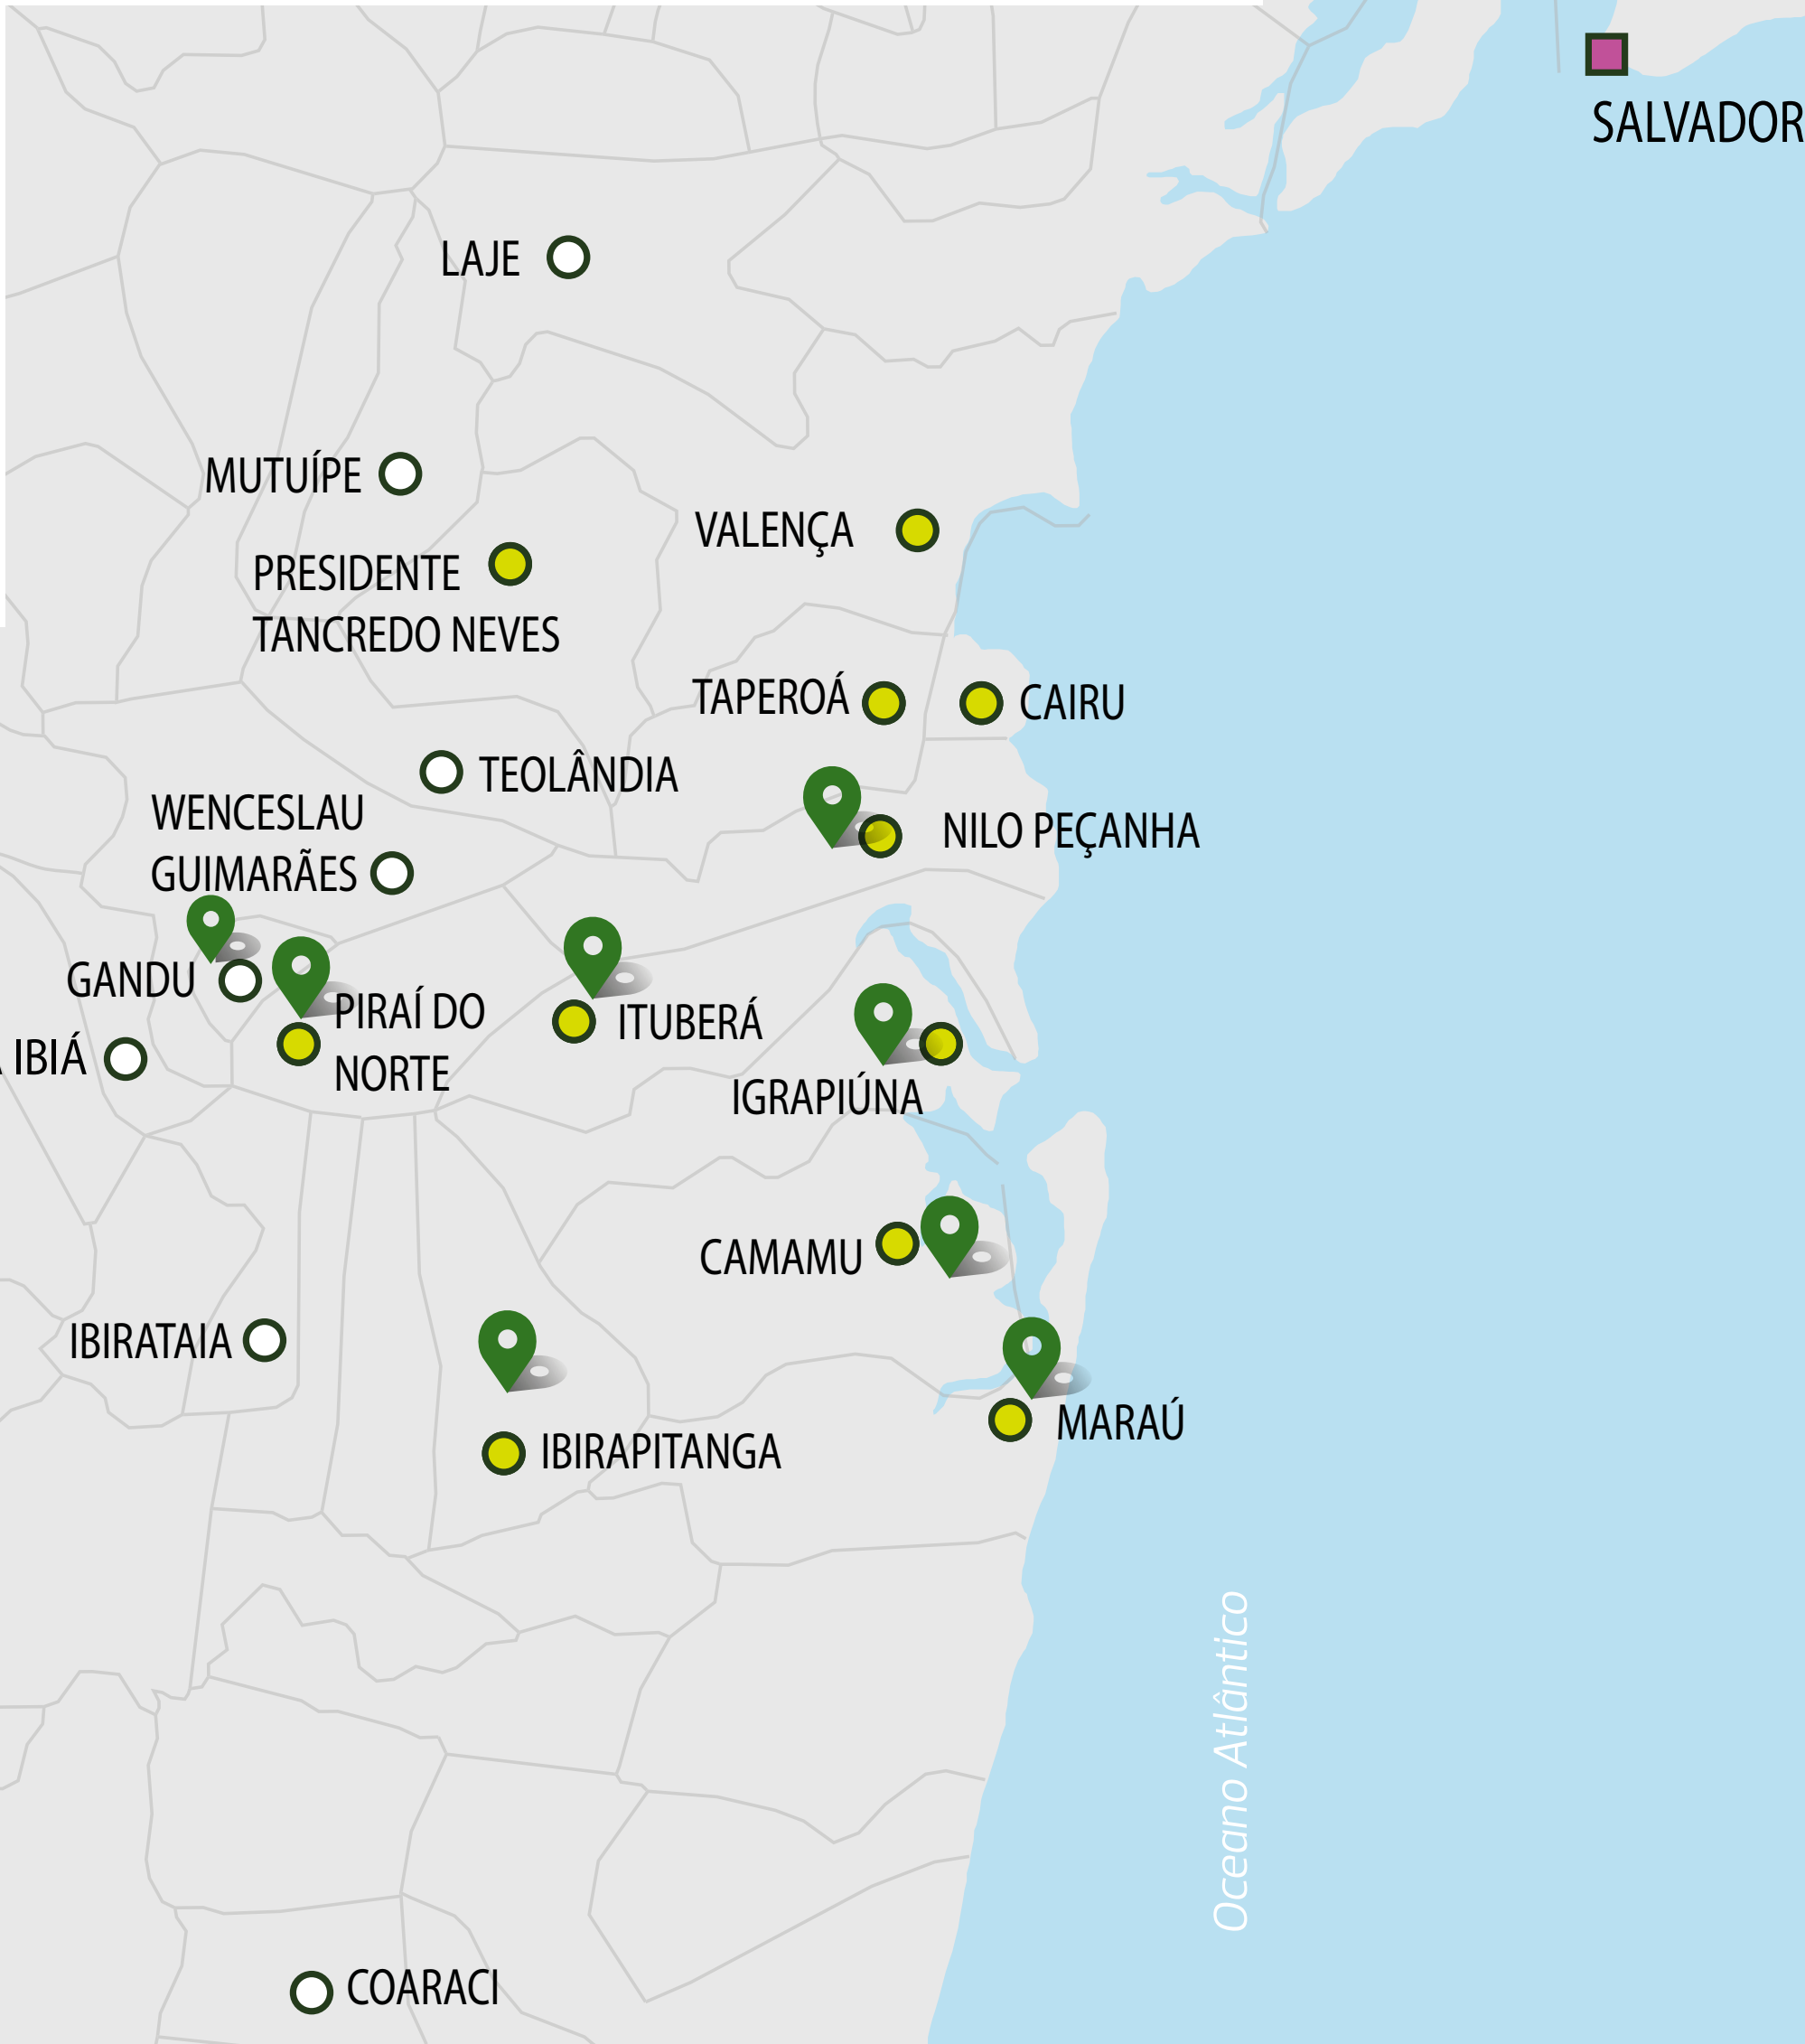 SALVADOR
LAJE
MUTUÍPE
VALENÇA
PRESIDENTE
TANCREDO NEVES
TAPEROÁ
CAIRU
TEOLÂNDIA
WENCESLAU
GUIMARÃES
NILO PEÇANHA
GANDU
PIRAÍ DO
NORTE
ITUBERÁ
IBIÁ
IGRAPIÚNA
CAMAMU
IBIRATAIA
MARAÚ
IBIRAPITANGA
Oceano Atlântico
COARACI